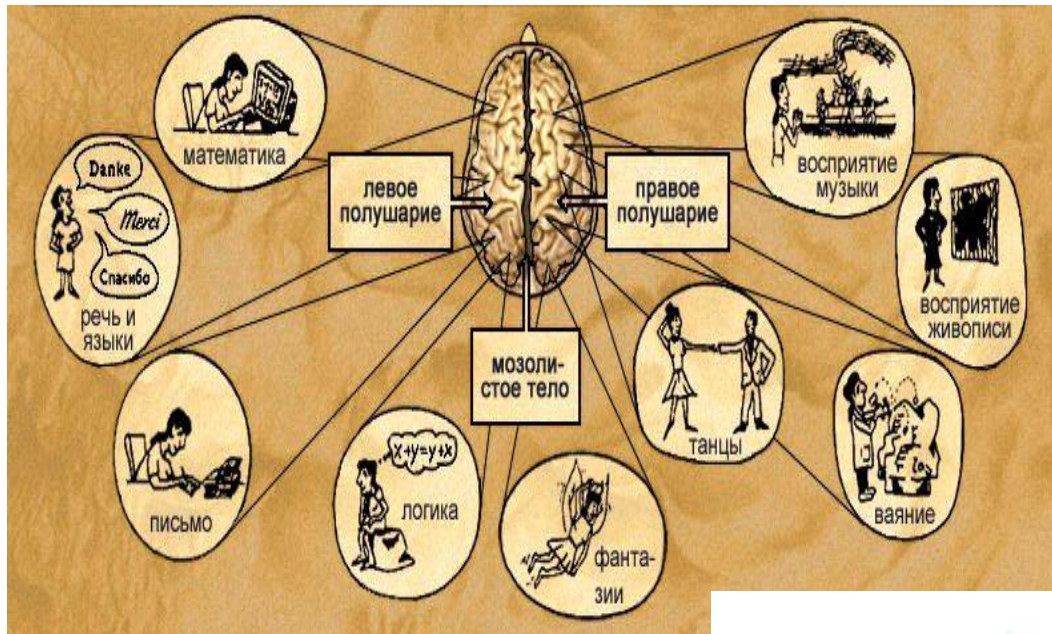 математика
Danke
Merci
Спасибо
речь и
языки
письмо
левое
полушарие
правое
полушарие
мозоли-
стое тело
x+y=y+x
логика
фанта-
зии
танцы
восприятие
музыки
восприятие
живописи
ваяние